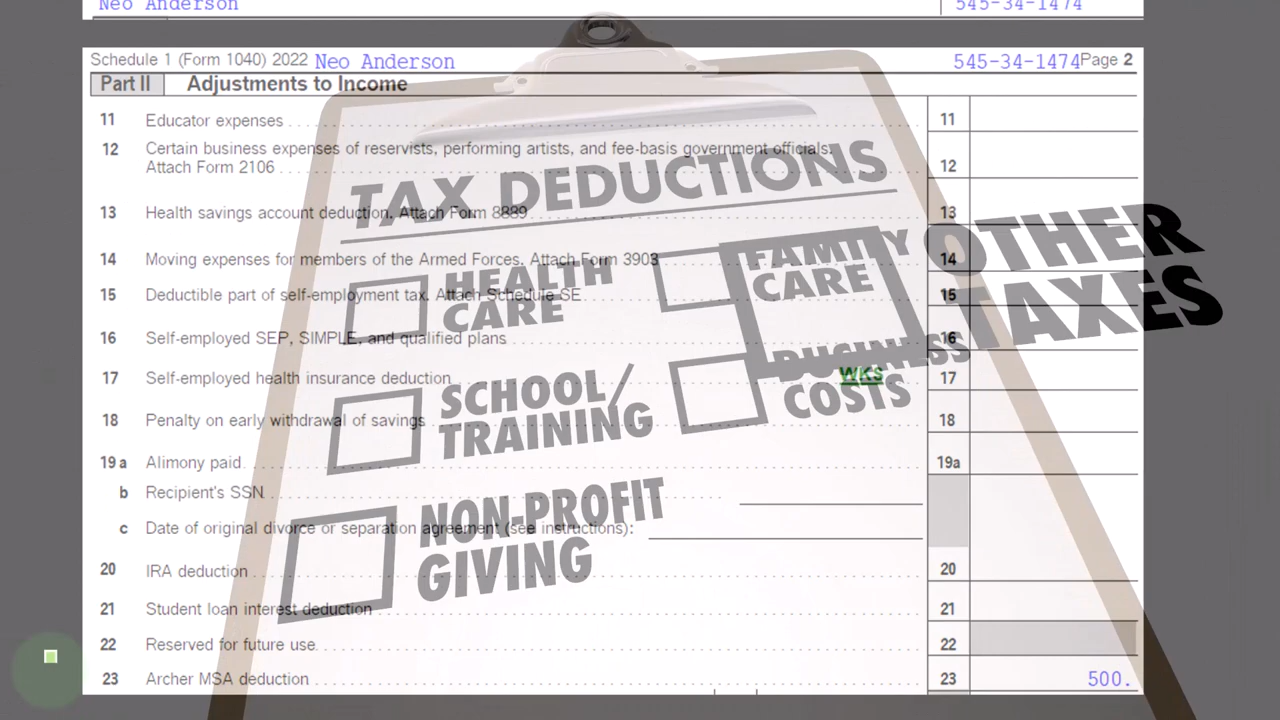 Neo Anderson 545-34-1474
Schedule 1 (Form 1040) 2022 Neo Anderson 545-34-1474 Page 2
Part II Adjustments to Income
11 Educator expenses 11
12 Certain business expenses of reservists, performing artists, and fee-basis government officials.
Attach Form 2106 12
TAX DEDUCTIONS
13 Health savings account deduction. Attach Form 8889 13
14 Moving expenses for members of the Armed Forces. Attach Form 3903 14
HEALTH
CARE
FAMILY
CARE
OTHER
TAXES
15 Deductible part of self-employment tax. Attach Schedule SE 15
16 Self-employed SEP, SIMPLE, and qualified plans 16
17 Self-employed health insurance deduction WKS 17
SCHOOL/
TRAINING
BUSINESS
COSTS
18 Penalty on early withdrawal of savings 18
19a Alimony paid 19a
b Recipient's SSN
NON-PROFIT
GIVING
c Date of original divorce or separation agreement (see instructions):
20 IRA deduction 20
21 Student loan interest deduction 21
22 Reserved for future use 22
23 Archer MSA deduction 23 500.